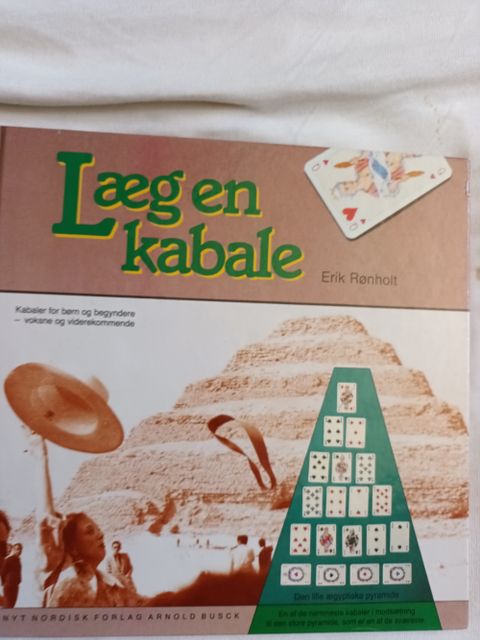 Læg en
kabale
Erik Rønholt
Kabaler for børn og begyndere
– voksne og viderekommende
Den lille ægyptiske pyramide
En af de nemmeste kabaler i modsætning
til den store pyramide, som er en af de sværeste
NYT NORDISK FORLAG ARNOLD BUSCK